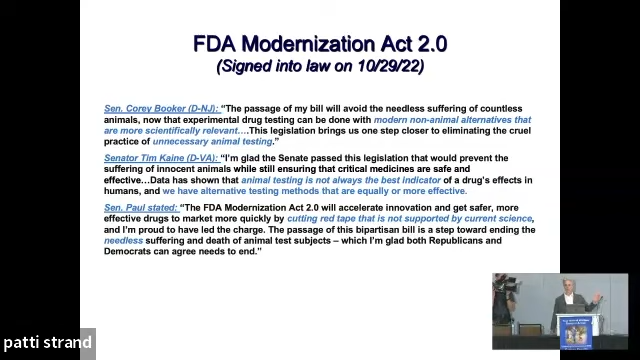 FDA Modernization Act 2.0
(Signed into law on 10/29/22)
Sen. Corey Booker (D-NJ): “The passage of my bill will avoid the needless suffering of countless
animals, now that experimental drug testing can be done with modern non-animal alternatives
that are more scientifically relevant….This legislation brings us one step closer to eliminating the cruel
practice of unnecessary animal testing.”
Senator Tim Kaine (D-VA): “I’m glad the Senate passed this legislation that would prevent the
suffering of innocent animals while still ensuring that critical medicines are safe and
effective…Data has shown that animal testing is not always the best indicator of a drug’s effects in
humans, and we have alternative testing methods that are equally or more effective.
Sen. Paul stated: “The FDA Modernization Act 2.0 will accelerate innovation and get safer, more
effective drugs to market more quickly by cutting red tape that is not supported by current science,
and I’m proud to have led the charge. The passage of this bipartisan bill is a step toward ending the
needless suffering and death of animal test subjects – which I’m glad both Republicans and
Democrats can agree needs to end.”
patti strand